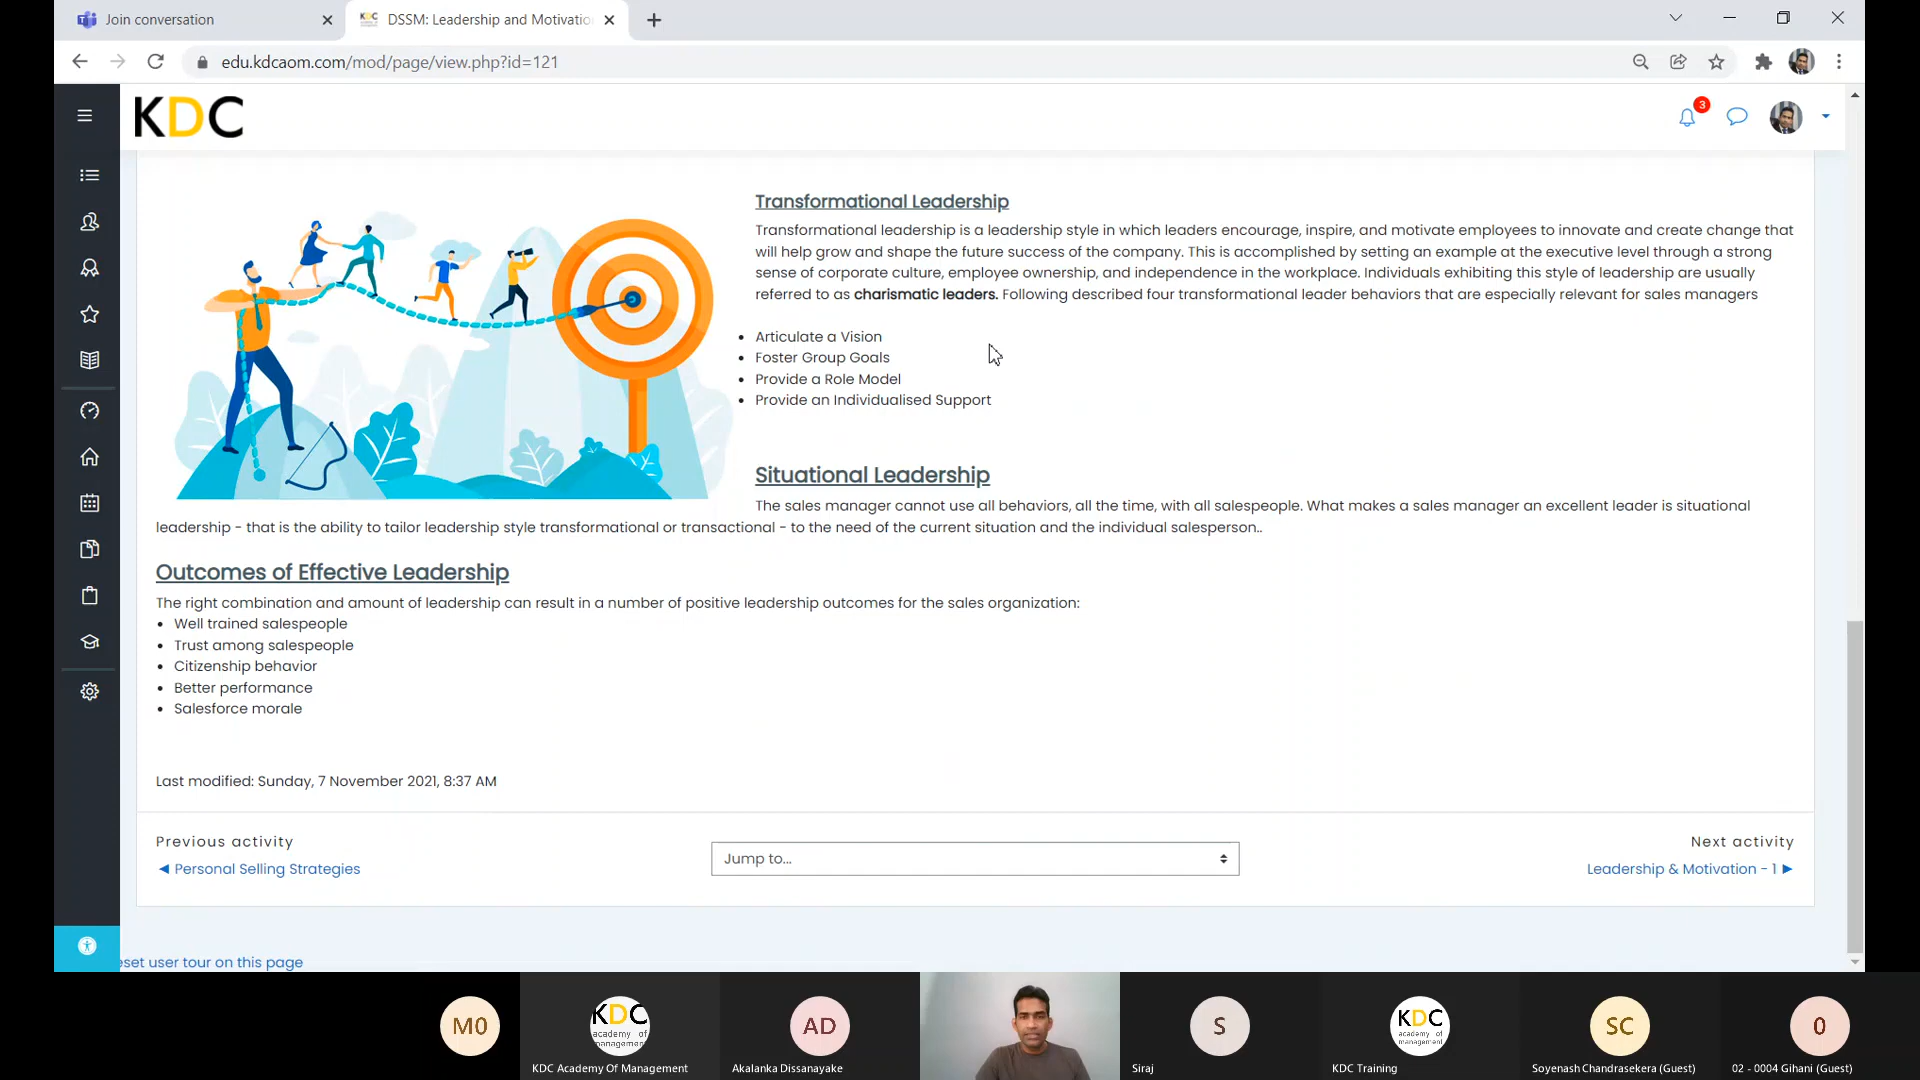 Join conversation
DSSM: Leadership and Motivatio
edu.kdcaom.com/mod/page/view.php?id=121
KDC
3
Transformational Leadership
Transformational leadership is a leadership style in which leaders encourage, inspire, and motivate employees to innovate and create change that
will help grow and shape the future success of the company. This is accomplished by setting an example at the executive level through a strong
sense of corporate culture, employee ownership, and independence in the workplace. Individuals exhibiting this style of leadership are usually
referred to as charismatic leaders. Following described four transformational leader behaviors that are especially relevant for sales managers
• Articulate a Vision
• Foster Group Goals
• Provide a Role Model
• Provide an Individualised Support
Situational Leadership
The sales manager cannot use all behaviors, all the time, with all salespeople. What makes a sales manager an excellent leader is situational
leadership - that is the ability to tailor leadership style transformational or transactional - to the need of the current situation and the individual salesperson..
Outcomes of Effective Leadership
The right combination and amount of leadership can result in a number of positive leadership outcomes for the sales organization:
• Well trained salespeople
• Trust among salespeople
• Citizenship behavior
• Better performance
• Salesforce morale
Last modified: Sunday, 7 November 2021, 8:37 AM
Previous activity
◄ Personal Selling Strategies
Jump to...
Next activity
Leadership & Motivation - 1 ►
eset user tour on this page
M0
KDC
academy of
management
KDC Academy Of Management
AD
Akalanka Dissanayake
S
Siraj
KDC
academy of
management
KDC Training
SC
Soyenash Chandrasekera (Guest)
0
02 - 0004 Gihani (Guest)